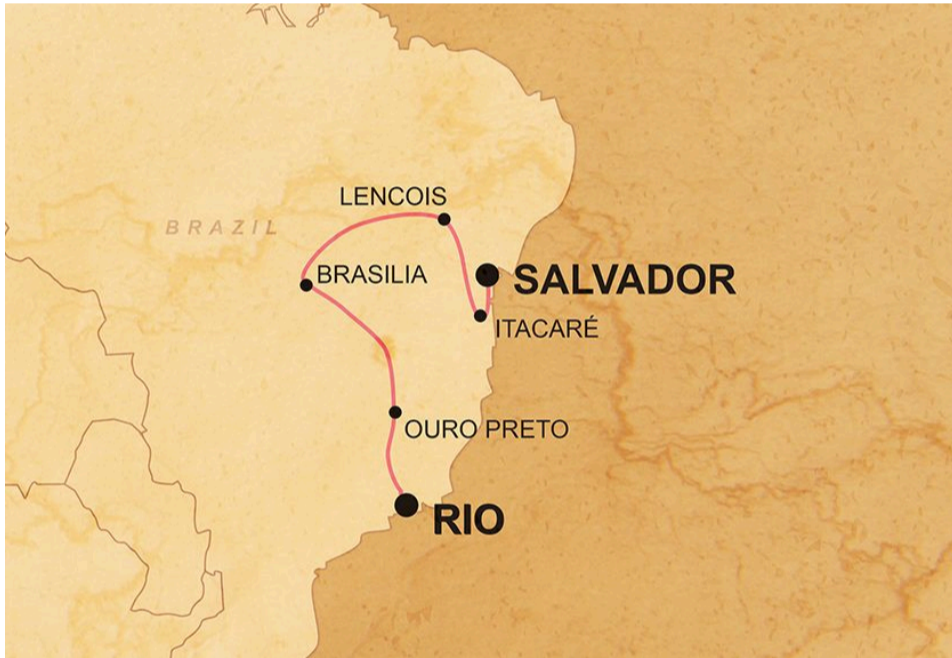 LENCOIS
BRAZIL
BRASILIA
SALVADOR
ITACARÉ
OURO PRETO
RIO